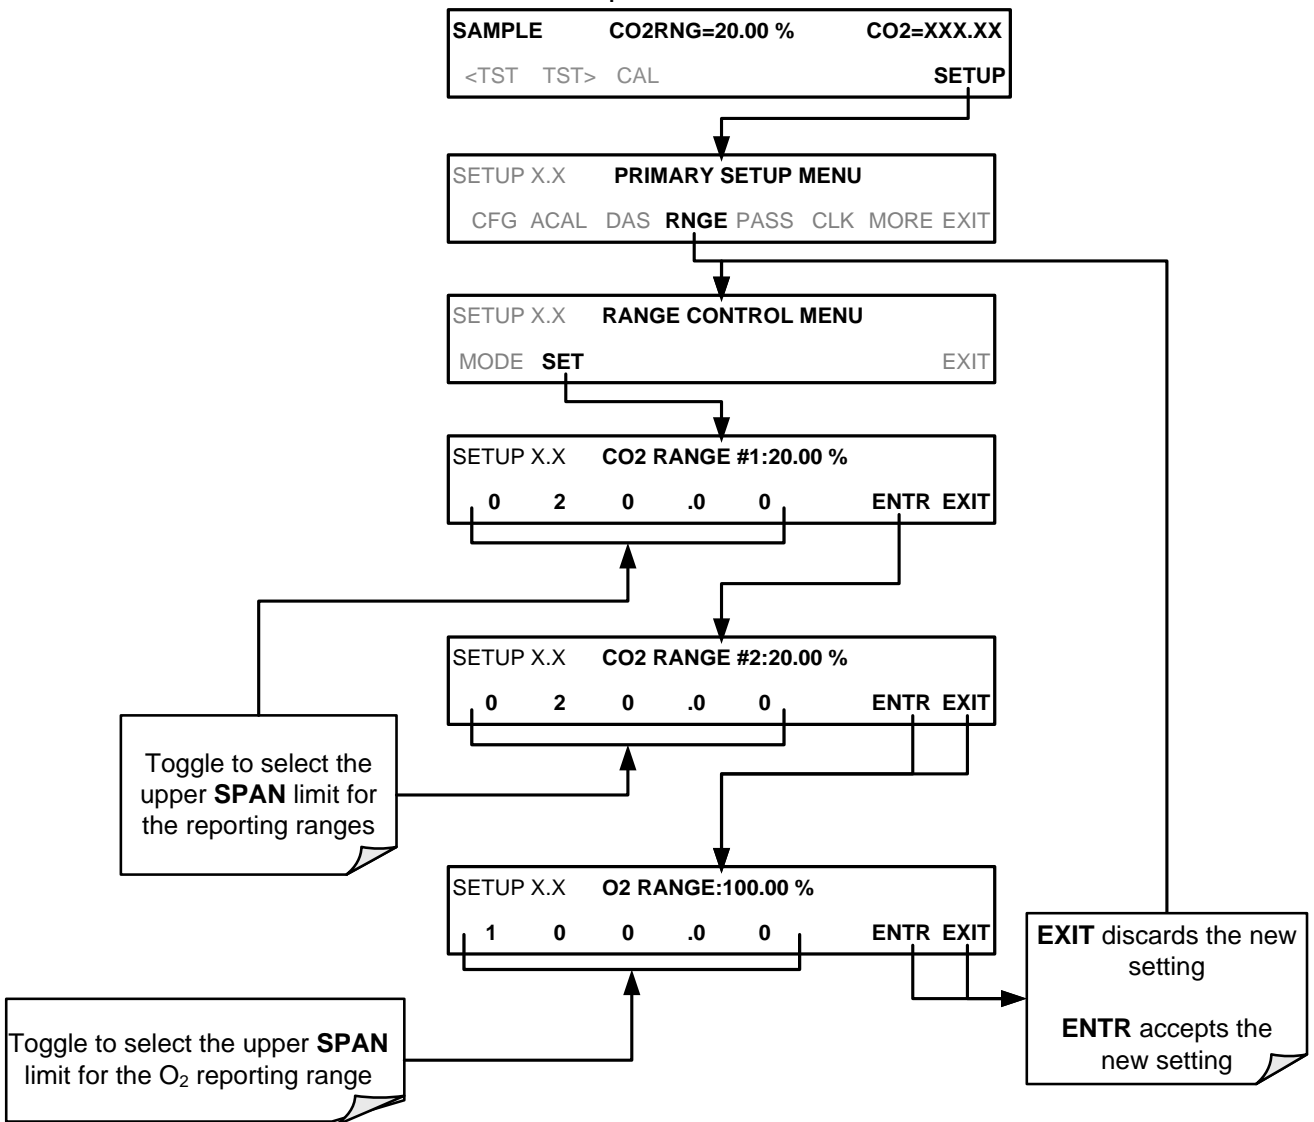 SAMPLE CO2RNG=20.00 % CO2=XXX.XX
<TST TST> CAL SETUP
SETUP X.X PRIMARY SETUP MENU
CFG ACAL DAS RNGE PASS CLK MORE EXIT
SETUP X.X RANGE CONTROL MENU
MODE SET EXIT
SETUP X.X CO2 RANGE #1:20.00 %
0 2 0 .0 0 ENTR EXIT
SETUP X.X CO2 RANGE #2:20.00 %
0 2 0 .0 0 ENTR EXIT
Toggle to select the
upper SPAN limit for
the reporting ranges
SETUP X.X O2 RANGE:100.00 %
1 0 0 .0 0 ENTR EXIT
EXIT discards the new
setting
ENTR accepts the
new setting
Toggle to select the upper SPAN
limit for the O₂ reporting range